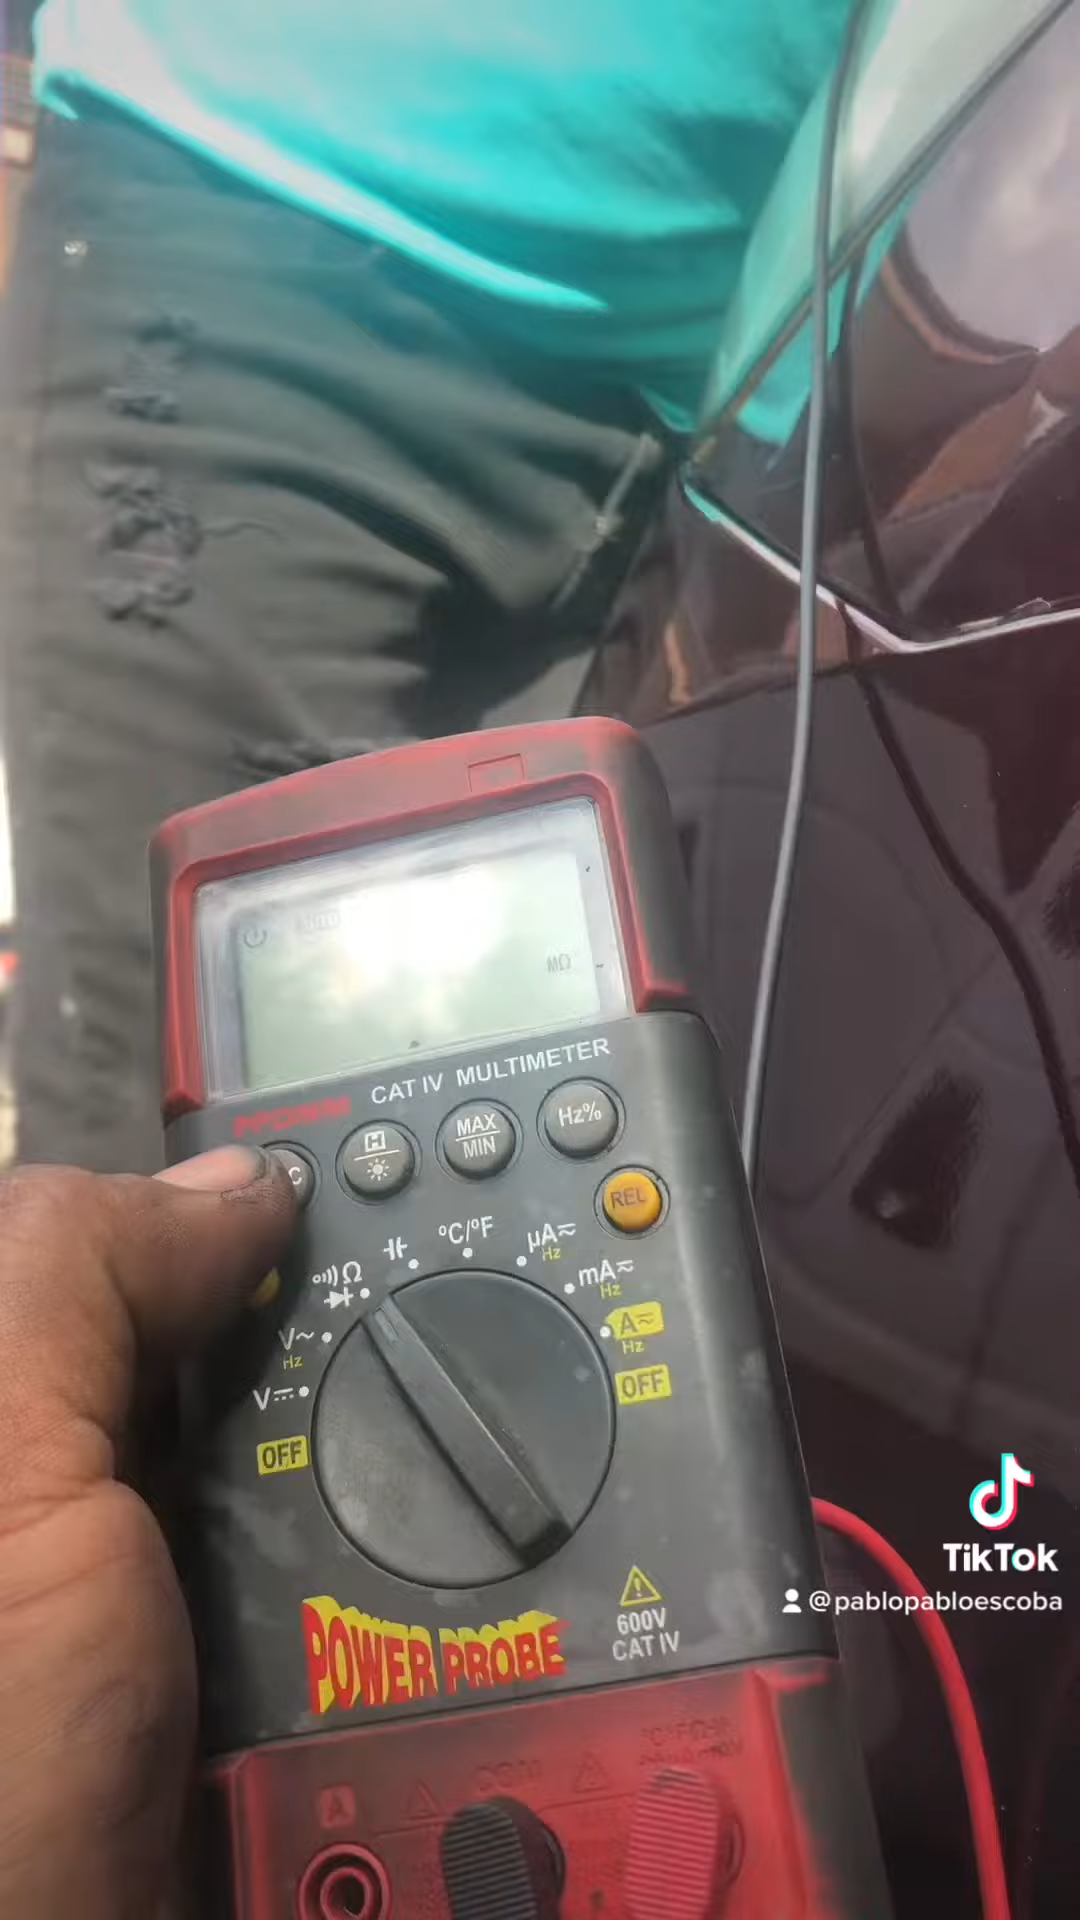 MΩ
CAT IV MULTIMETER
H
MAX
MIN
Hz%
C
REL
°C/°F
µA
Hz
Ω
mA
Hz
V~
Hz
A
Hz
V
OFF
OFF
POWER PROBE
600V
CAT IV
TikTok
@pablopabloescoba
A
COM